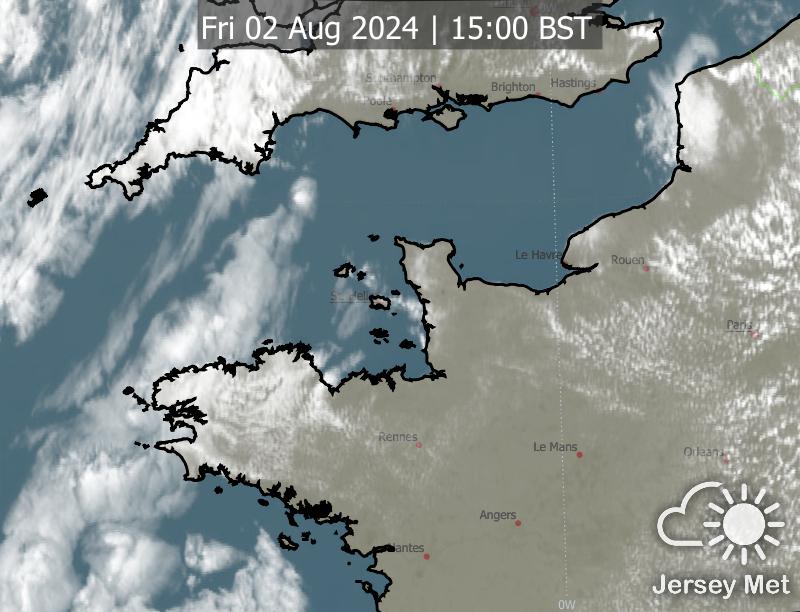 Fri 02 Aug 2024 | 15:00 BST
Southampton
Poole
Brighton
Hastings
Le Havre
Rouen
St. Helier
Paris
Rennes
Le Mans
Orleans
Angers
Nantes
0W
Jersey Met